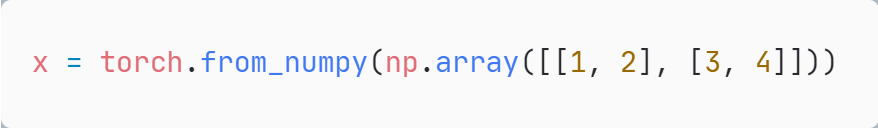 x = torch.from_numpy(np.array([[1, 2], [3, 4]]))